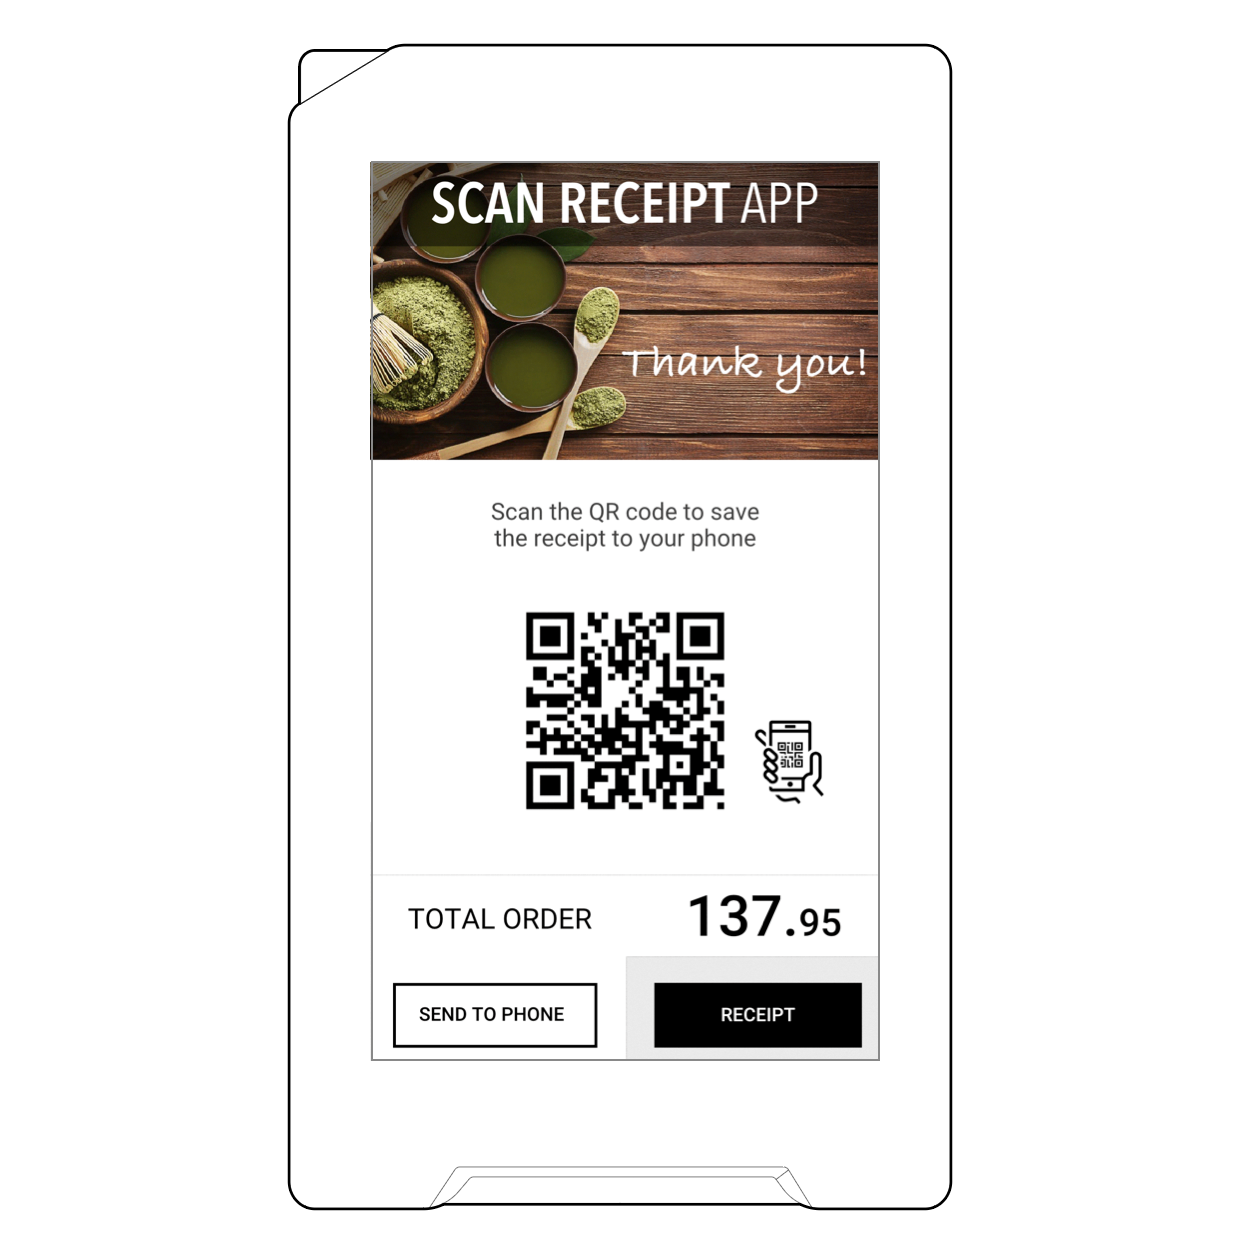 SCAN RECEIPT APP
Thank you!
Scan the QR code to save
the receipt to your phone
TOTAL ORDER 137.95
SEND TO PHONE RECEIPT